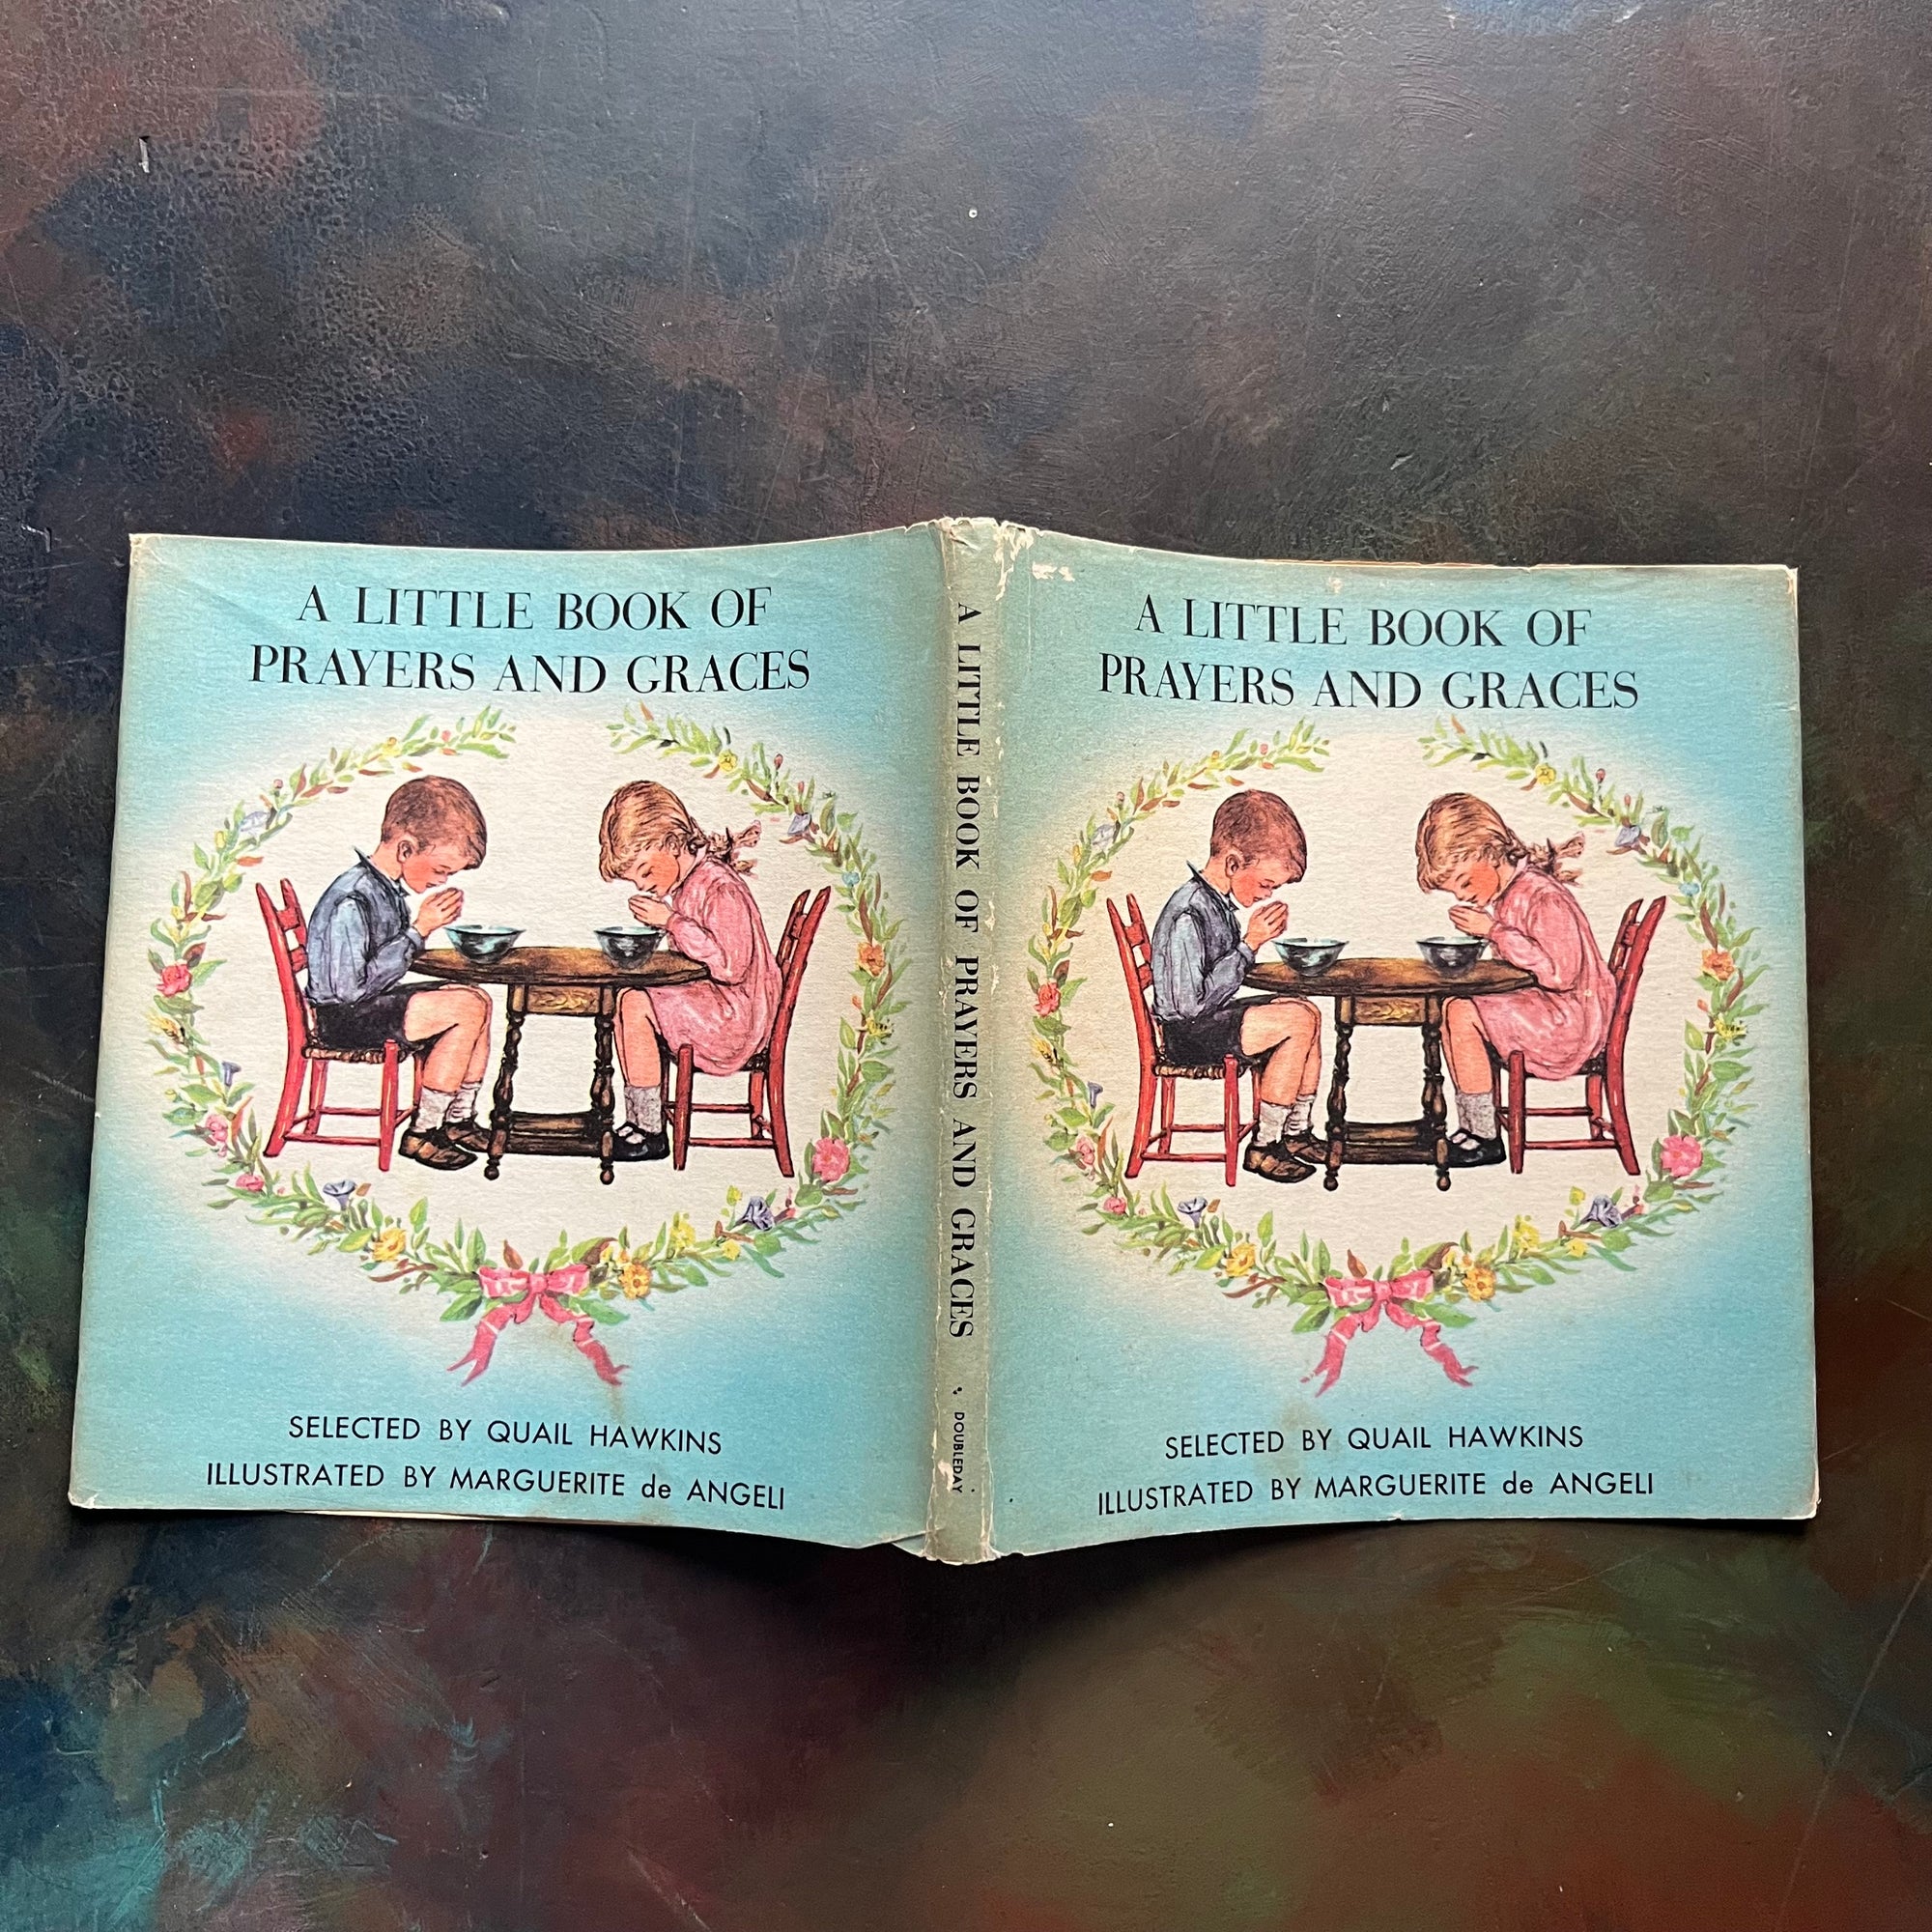 A LITTLE BOOK OF
PRAYERS AND GRACES
SELECTED BY QUAIL HAWKINS
ILLUSTRATED BY MARGUERITE de ANGELI
A LITTLE BOOK OF PRAYERS AND GRACES
DOUBLEDAY
A LITTLE BOOK OF
PRAYERS AND GRACES
SELECTED BY QUAIL HAWKINS
ILLUSTRATED BY MARGUERITE de ANGELI